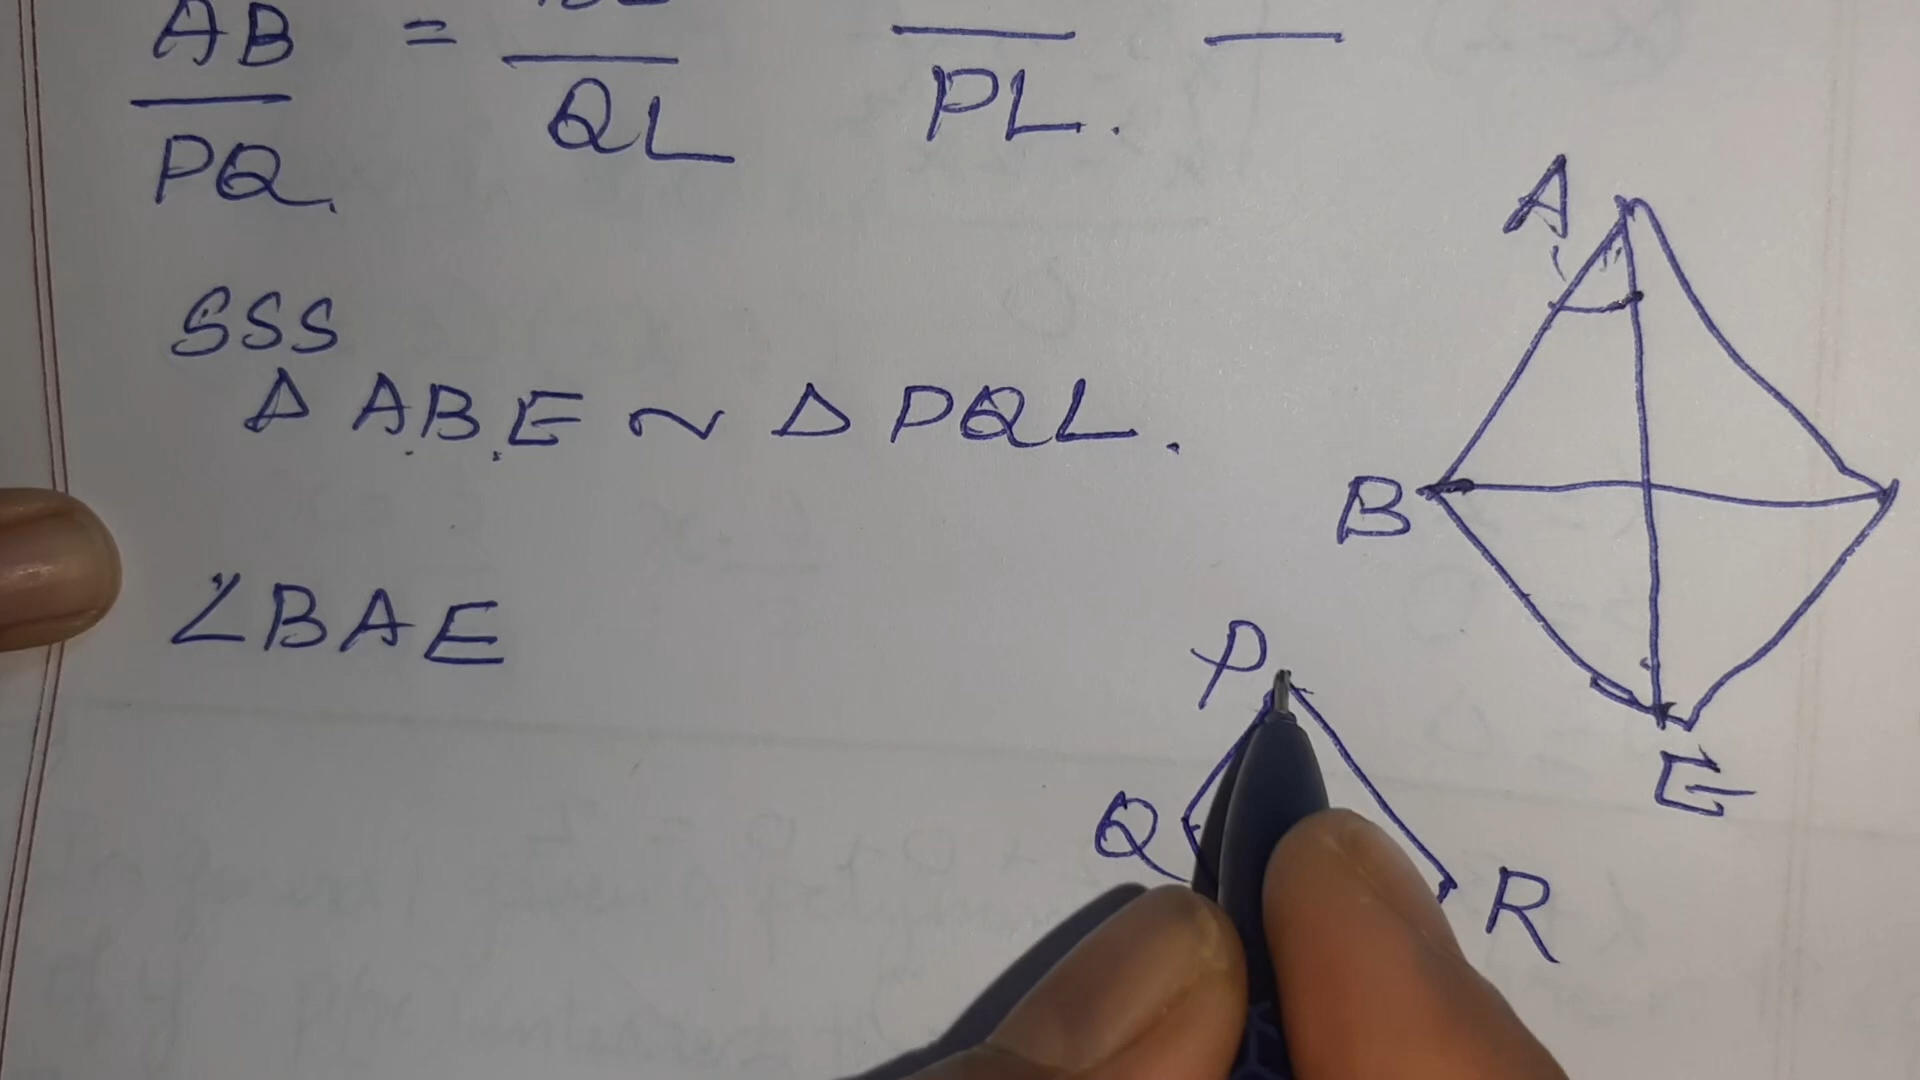 AB =
PQ. QL PL.
SSS
Δ ABE ~ Δ PQL.
∠BAE
A
B
E
P
Q
R